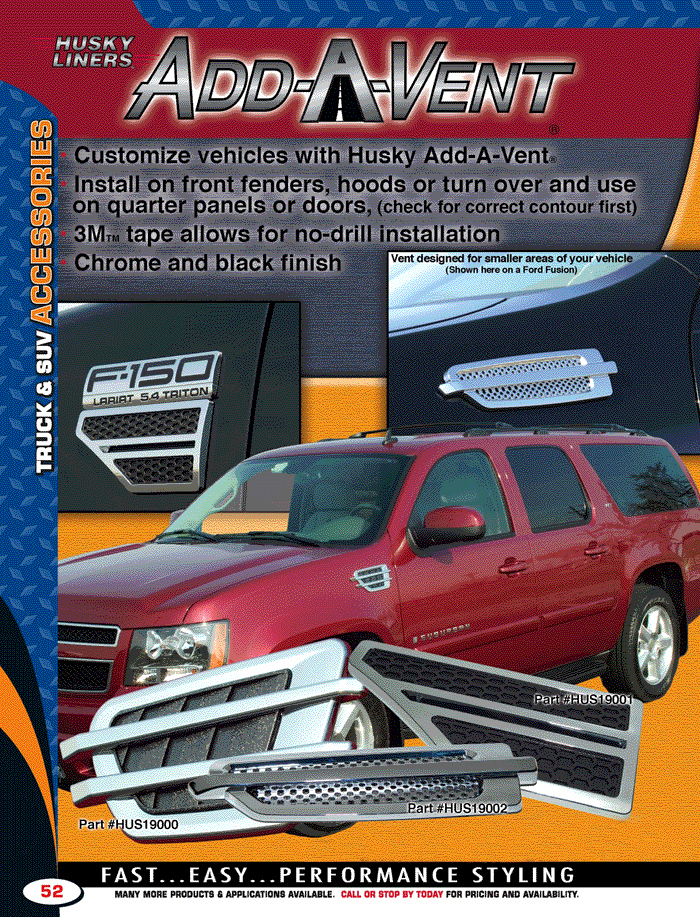 HUSKY
LINERS
ADD-A-VENT®
TRUCK & SUV ACCESSORIES
Customize vehicles with Husky Add-A-Vent®
Install on front fenders, hoods or turn over and use
on quarter panels or doors, (check for correct contour first)
3M™ tape allows for no-drill installation
Chrome and black finish
Vent designed for smaller areas of your vehicle
(Shown here on a Ford Fusion)
F-150
LARIAT 5.4 TRITON
SUBURBAN
Part #HUS19001
Part #HUS19002
Part #HUS19000
FAST...EASY...PERFORMANCE STYLING
52
MANY MORE PRODUCTS & APPLICATIONS AVAILABLE. CALL OR STOP BY TODAY FOR PRICING AND AVAILABILITY.